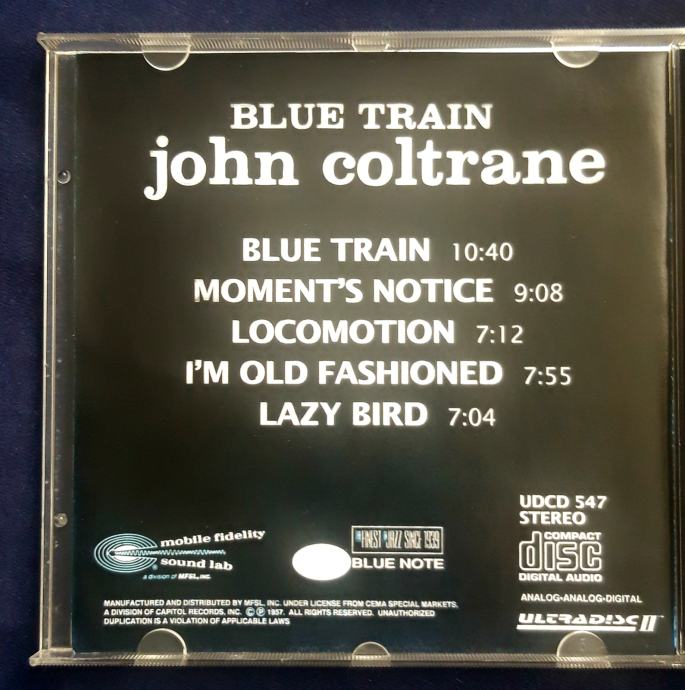 BLUE TRAIN
john coltrane
BLUE TRAIN 10:40
MOMENT'S NOTICE 9:08
LOCOMOTION 7:12
I'M OLD FASHIONED 7:55
LAZY BIRD 7:04
mobile fidelity
sound lab
a division of MFSL, INC.
THE FINEST IN JAZZ SINCE 1939
BLUE NOTE
UDCD 547
STEREO
COMPACT
disc
DIGITAL AUDIO
ANALOG-ANALOG-DIGITAL
ULTRADISC II
MANUFACTURED AND DISTRIBUTED BY MFSL, INC. UNDER LICENSE FROM CEMA SPECIAL MARKETS,
A DIVISION OF CAPITOL RECORDS, INC. © ℗ 1957. ALL RIGHTS RESERVED. UNAUTHORIZED
DUPLICATION IS A VIOLATION OF APPLICABLE LAWS